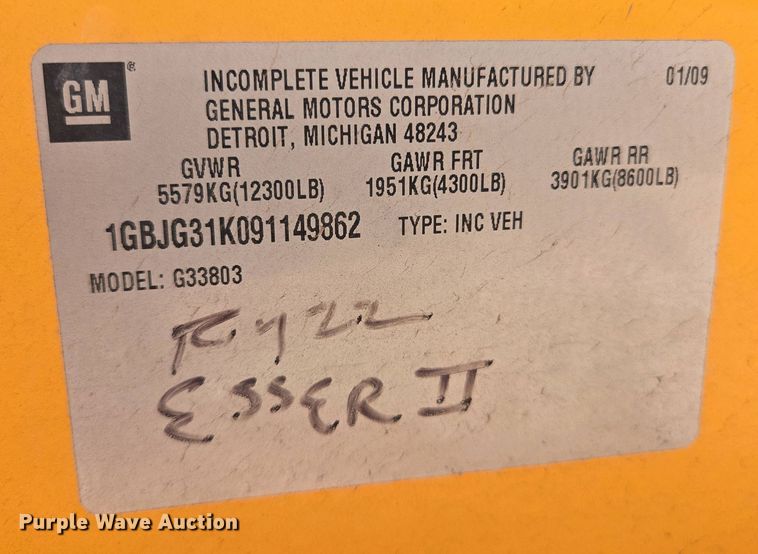 GM
INCOMPLETE VEHICLE MANUFACTURED BY 01/09
GENERAL MOTORS CORPORATION
DETROIT, MICHIGAN 48243
GVWR GAWR FRT GAWR RR
5579KG(12300LB) 1951KG(4300LB) 3901KG(8600LB)
1GBJG31K091149862 TYPE: INC VEH
MODEL: G33803
ESSER II
Purple Wave Auction